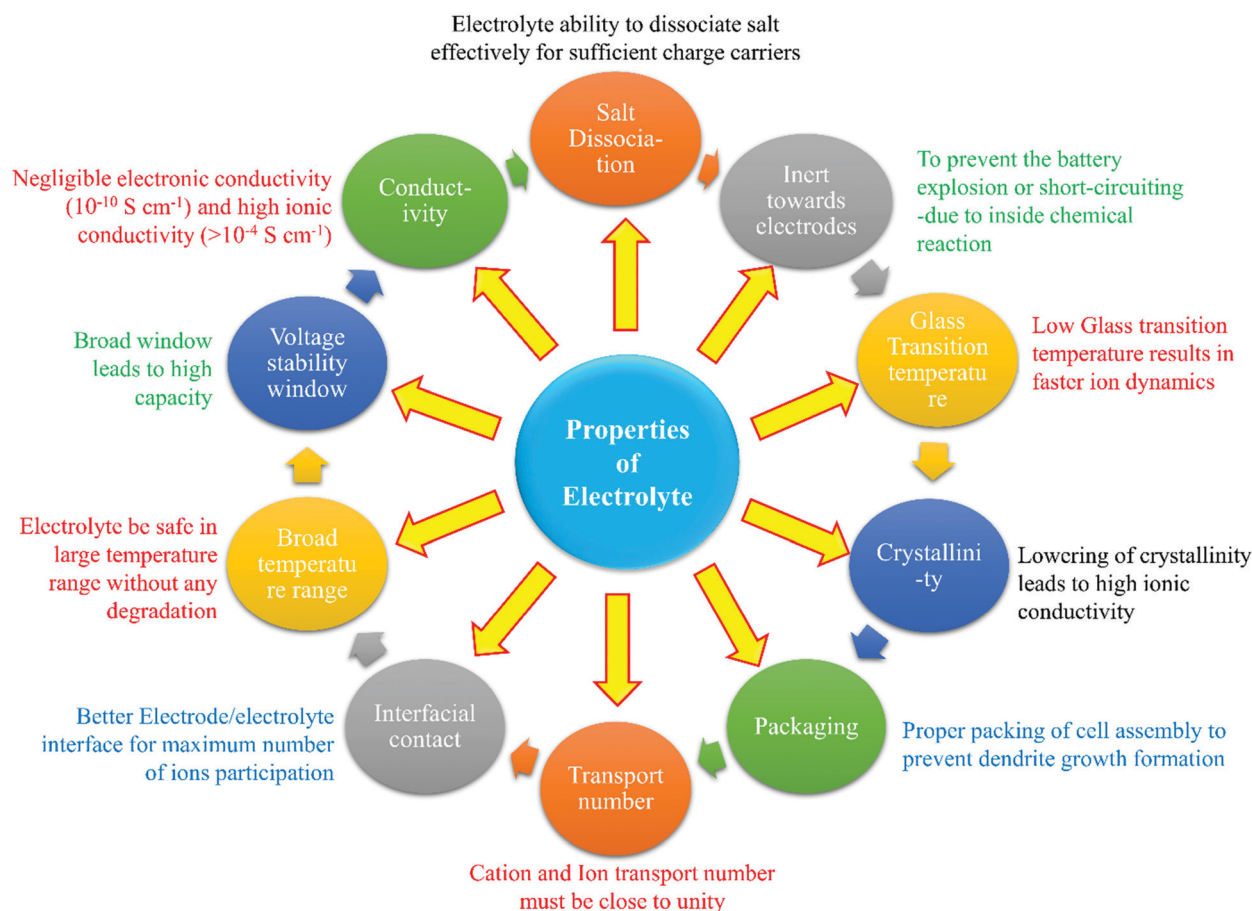 Electrolyte ability to dissociate salt
effectively for sufficient charge carriers
Salt
Dissocia-
tion
Inert
towards
electrodes
To prevent the battery
explosion or short-circuiting
-due to inside chemical
reaction
Glass
Transition
temperatu
re
Low Glass transition
temperature results in
faster ion dynamics
Crystallini
-ty
Lowering of crystallinity
leads to high ionic
conductivity
Packaging
Proper packing of cell assembly to
prevent dendrite growth formation
Transport
number
Cation and Ion transport number
must be close to unity
Interfacial
contact
Better Electrode/electrolyte
interface for maximum number
of ions participation
Broad
temperatu
re range
Electrolyte be safe in
large temperature
range without any
degradation
Voltage
stability
window
Broad window
leads to high
capacity
Conduct-
ivity
Negligible electronic conductivity
(10⁻¹⁰ S cm⁻¹) and high ionic
conductivity (>10⁻⁴ S cm⁻¹)
Properties
of
Electrolyte